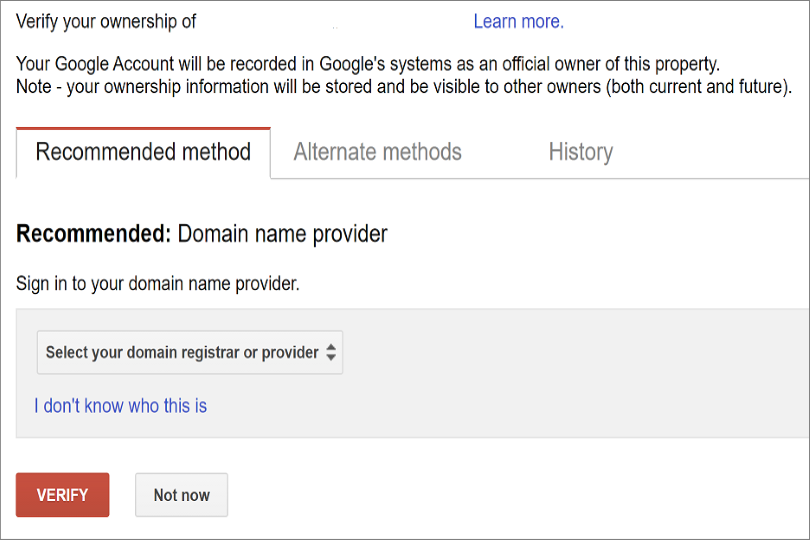 Verify your ownership of Learn more.
Your Google Account will be recorded in Google's systems as an official owner of this property.
Note - your ownership information will be stored and be visible to other owners (both current and future).
Recommended method Alternate methods History
Recommended: Domain name provider
Sign in to your domain name provider.
Select your domain registrar or provider
I don't know who this is
VERIFY Not now